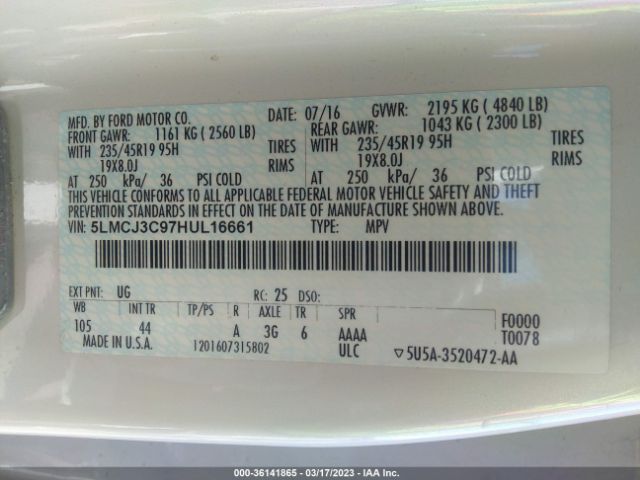 MFD. BY FORD MOTOR CO. DATE: 07/16 GVWR: 2195 KG ( 4840 LB)
FRONT GAWR: 1161 KG ( 2560 LB) REAR GAWR: 1043 KG ( 2300 LB)
WITH 235/45R19 95H TIRES WITH 235/45R19 95H TIRES
19X8.0J RIMS 19X8.0J RIMS
AT 250 kPa/ 36 PSI COLD AT 250 kPa/ 36 PSI COLD
THIS VEHICLE CONFORMS TO ALL APPLICABLE FEDERAL MOTOR VEHICLE SAFETY AND THEFT
PREVENTION STANDARDS IN EFFECT ON THE DATE OF MANUFACTURE SHOWN ABOVE.
VIN: 5LMCJ3C97HUL16661 TYPE: MPV
EXT PNT: UG RC: 25 DSO:
WB INT TR TP/PS R AXLE TR SPR F0000
105 44 A 3G 6 AAAA T0078
MADE IN U.S.A. 1201607315802 ULC ▽5U5A-3520472-AA
000-36141865 - 03/17/2023 - IAA Inc.